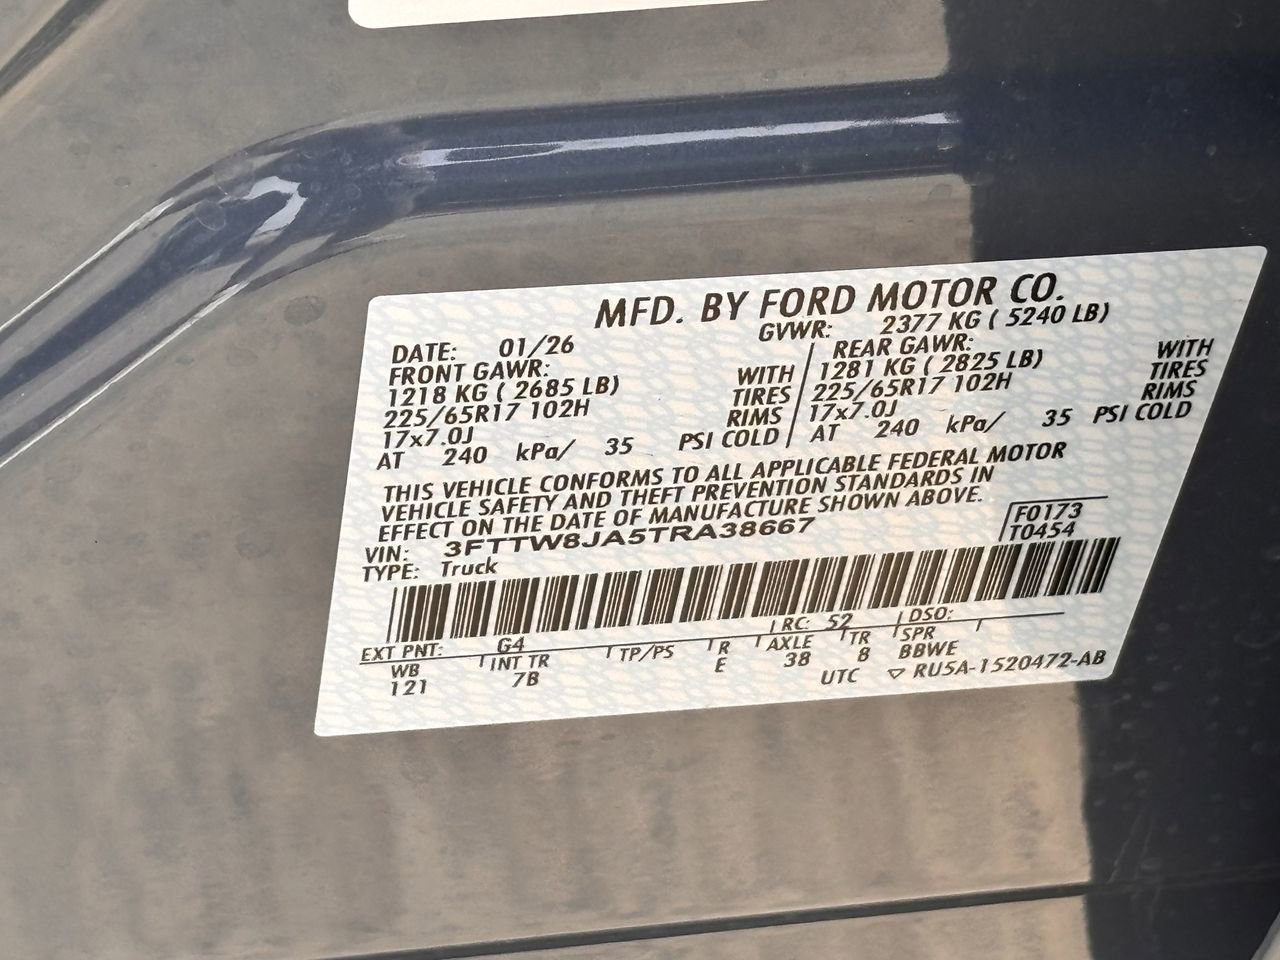 MFD. BY FORD MOTOR CO.
DATE: 01/26 GVWR: 2377 KG ( 5240 LB)
FRONT GAWR: REAR GAWR:
1218 KG ( 2685 LB) WITH 1281 KG ( 2825 LB) WITH
225/65R17 102H TIRES 225/65R17 102H TIRES
17x7.0J RIMS 17x7.0J RIMS
AT 240 kPa/ 35 PSI COLD AT 240 kPa/ 35 PSI COLD
THIS VEHICLE CONFORMS TO ALL APPLICABLE FEDERAL MOTOR
VEHICLE SAFETY AND THEFT PREVENTION STANDARDS IN
EFFECT ON THE DATE OF MANUFACTURE SHOWN ABOVE.
VIN: 3FTTW8JA5TRA38667 F0173
TYPE: Truck T0454
EXT PNT: G4 RC: 52 DSO:
WB INT TR TP/PS R AXLE TR SPR
121 7B E 38 8 BBWE
UTC ▽ RU5A-1520472-AB